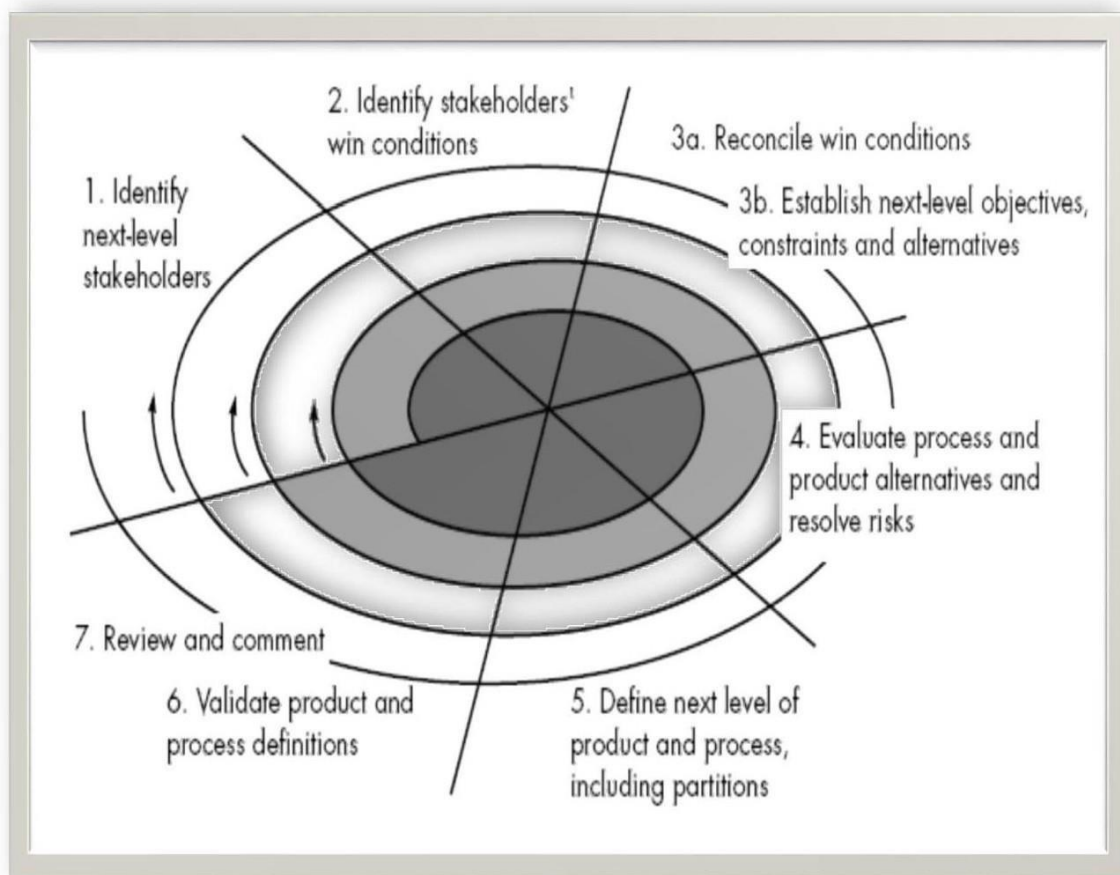 1. Identify
next-level
stakeholders
2. Identify stakeholders'
win conditions
3a. Reconcile win conditions
3b. Establish next-level objectives,
constraints and alternatives
4. Evaluate process and
product alternatives and
resolve risks
5. Define next level of
product and process,
including partitions
6. Validate product and
process definitions
7. Review and comment